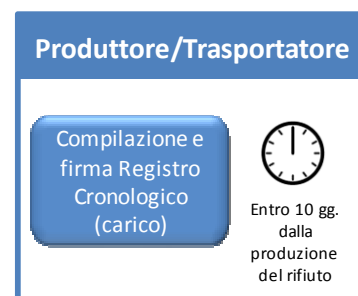 Produttore/Trasportatore
Compilazione e
firma Registro
Cronologico
(carico)
Entro 10 gg.
dalla
produzione
del rifiuto